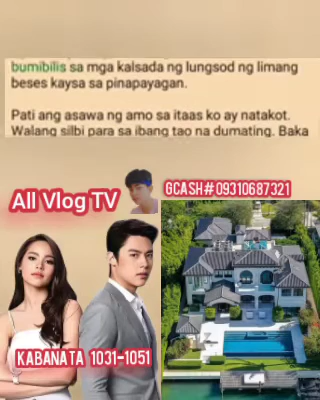 bumibilis sa mga kalsada ng lungsod ng limang
beses kaysa sa pinapayagan.
Pati ang asawa ng amo sa itaas ko ay natakot.
Walang silbi para sa ibang tao na dumating. Baka
All Vlog TV
GCASH# 09310687321
KABANATA 1031-1051